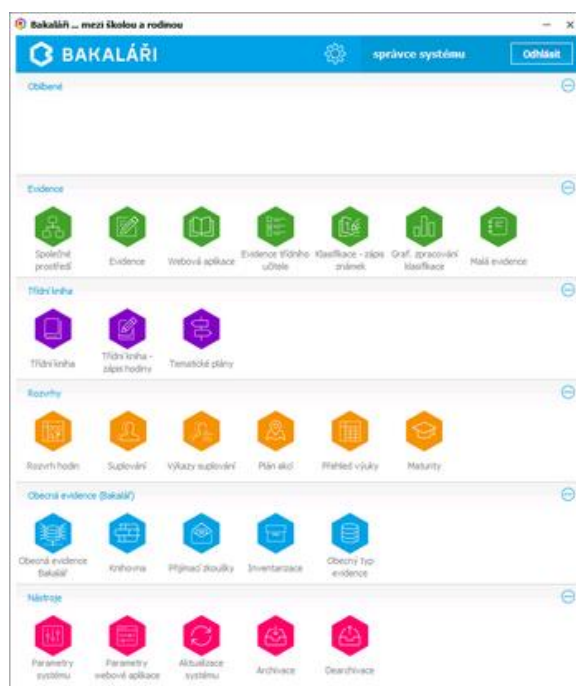 Bakaláři ... mezi školou a rodinou
BAKALÁŘI
správce systému
Odhlásit
Oblíbené
Evidence
Společné
prostředí
Evidence
Webová aplikace
Evidence třídního
učitele
Klasifikace - zápis
známek
Graf. zpracování
klasifikace
Malá evidence
Třídní kniha
Třídní kniha
Třídní kniha -
zápis hodiny
Tematické plány
Rozvrhy
Rozvrh hodin
Suplování
Výkazy suplování
Plán akcí
Přehled výuky
Maturity
Obecná evidence (Bakalář)
Obecná evidence
Bakalář
Knihovna
Přijímací zkoušky
Inventarizace
Obecný typ
evidence
Nástroje
Parametry
systému
Parametry
webové aplikace
Aktualizace
systému
Archivace
Dearchivace